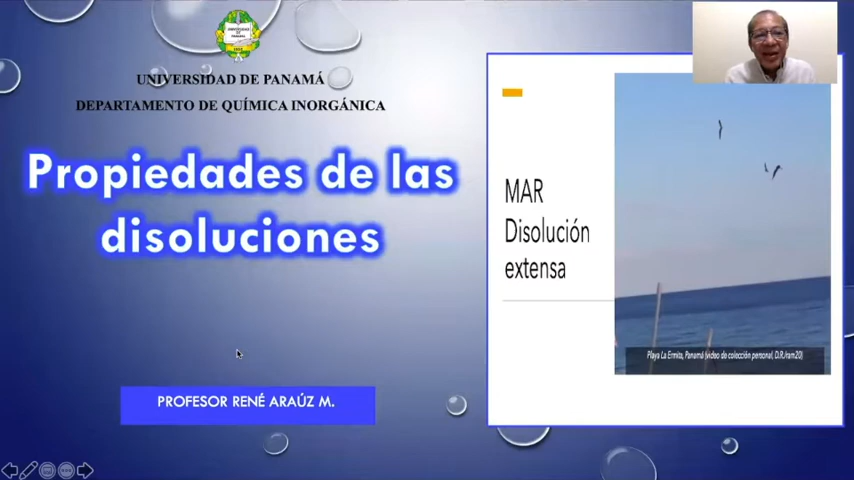 UNIVERSIDAD DE PANAMÁ
DEPARTAMENTO DE QUÍMICA INORGÁNICA
Propiedades de las
disoluciones
PROFESOR RENÉ ARAÚZ M.
MAR
Disolución
extensa
Playa La Ermita, Panamá (video de colección personal, D.R./ram20)